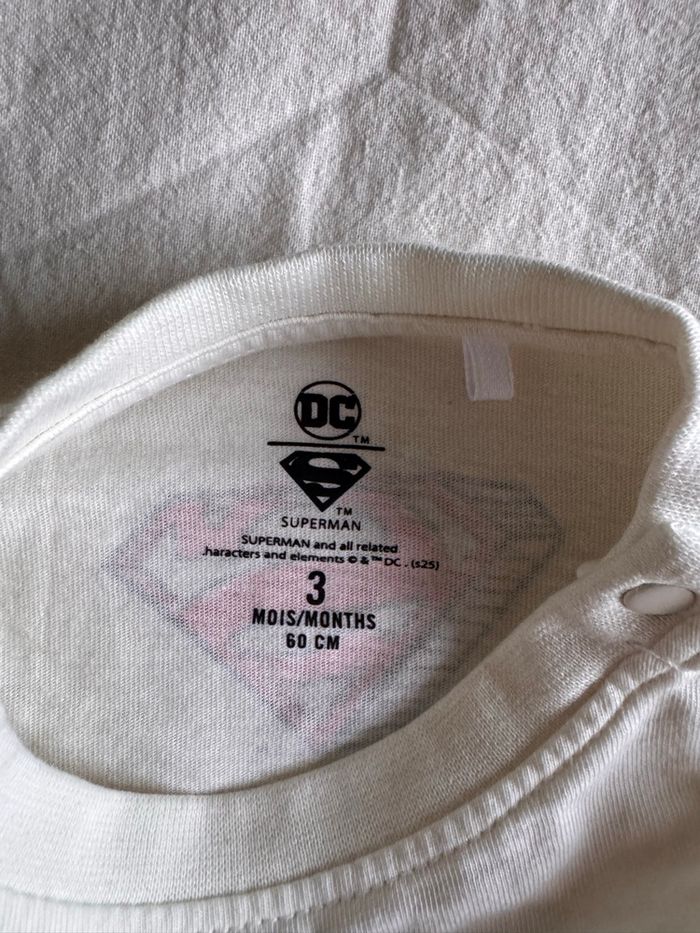 DC
TM
TM
SUPERMAN
SUPERMAN and all related
haracters and elements © & ™ DC . (s25)
3
MOIS/MONTHS
60 CM